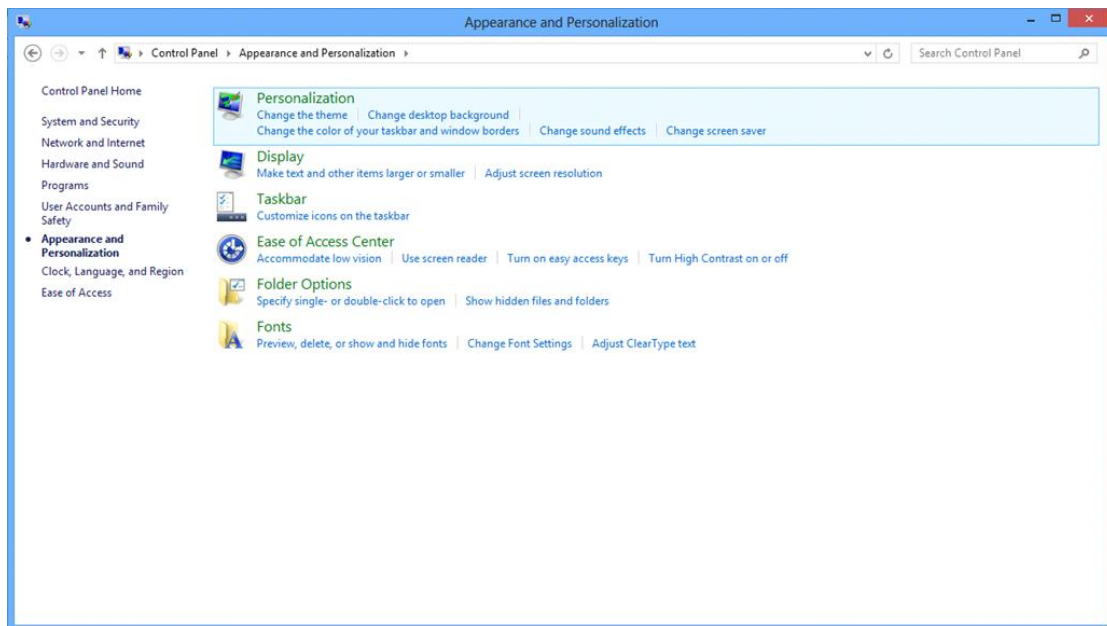 Appearance and Personalization
Control Panel Appearance and Personalization
Search Control Panel
Control Panel Home
System and Security
Network and Internet
Hardware and Sound
Programs
User Accounts and Family
Safety
Appearance and
Personalization
Clock, Language, and Region
Ease of Access
Personalization
Change the theme Change desktop background
Change the color of your taskbar and window borders Change sound effects Change screen saver
Display
Make text and other items larger or smaller Adjust screen resolution
Taskbar
Customize icons on the taskbar
Ease of Access Center
Accommodate low vision Use screen reader Turn on easy access keys Turn High Contrast on or off
Folder Options
Specify single- or double-click to open Show hidden files and folders
Fonts
Preview, delete, or show and hide fonts Change Font Settings Adjust ClearType text